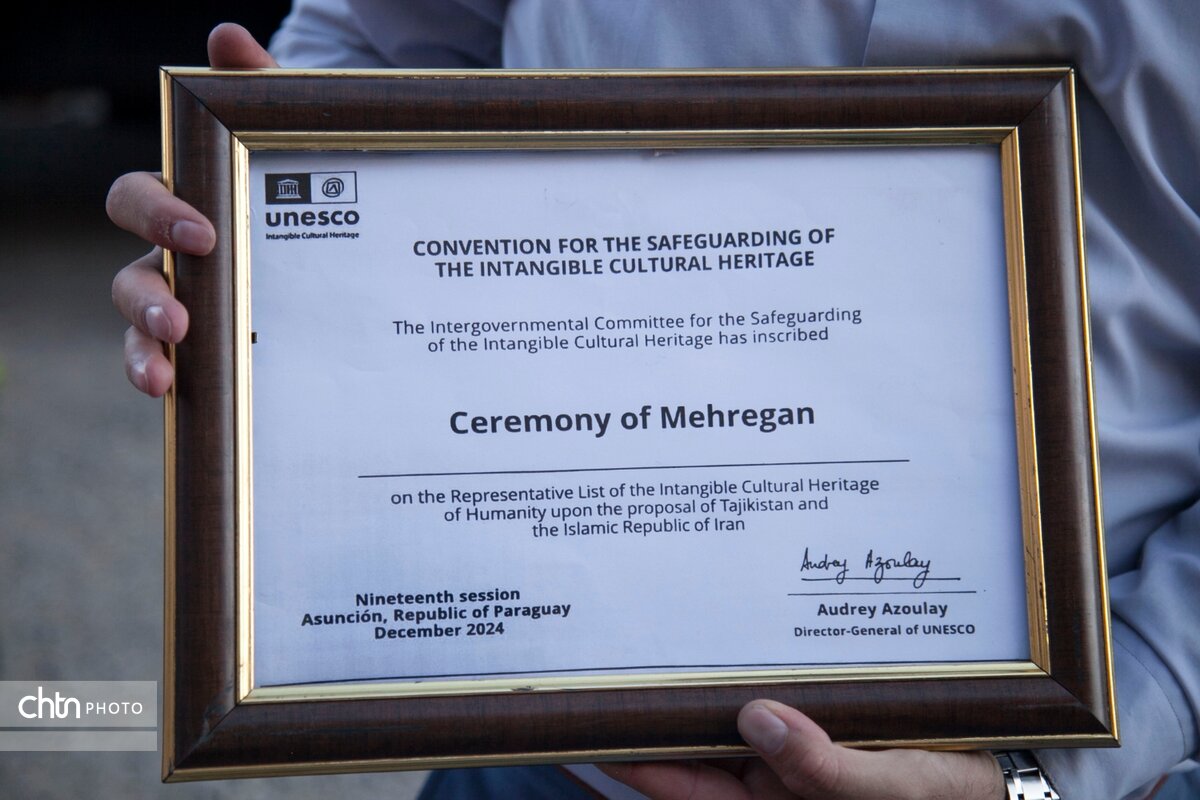 unesco
Intangible Cultural Heritage
CONVENTION FOR THE SAFEGUARDING OF
THE INTANGIBLE CULTURAL HERITAGE
The Intergovernmental Committee for the Safeguarding
of the Intangible Cultural Heritage has inscribed
Ceremony of Mehregan
on the Representative List of the Intangible Cultural Heritage
of Humanity upon the proposal of Tajikistan and
the Islamic Republic of Iran
Nineteenth session
Asunción, Republic of Paraguay
December 2024
Audrey Azoulay
Audrey Azoulay
Director-General of UNESCO
chtn PHOTO